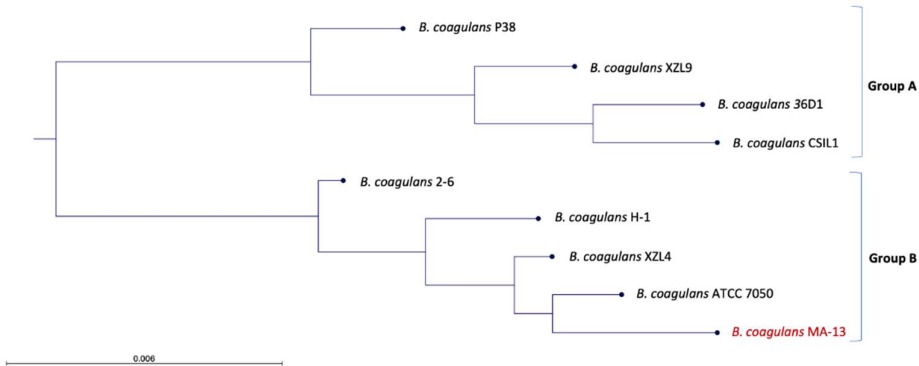 B. coagulans P38
B. coagulans XZL9
Group A
B. coagulans 36D1
B. coagulans CSIL1
B. coagulans 2-6
B. coagulans H-1
B. coagulans XZL4
Group B
B. coagulans ATCC 7050
B. coagulans MA-13
0.006